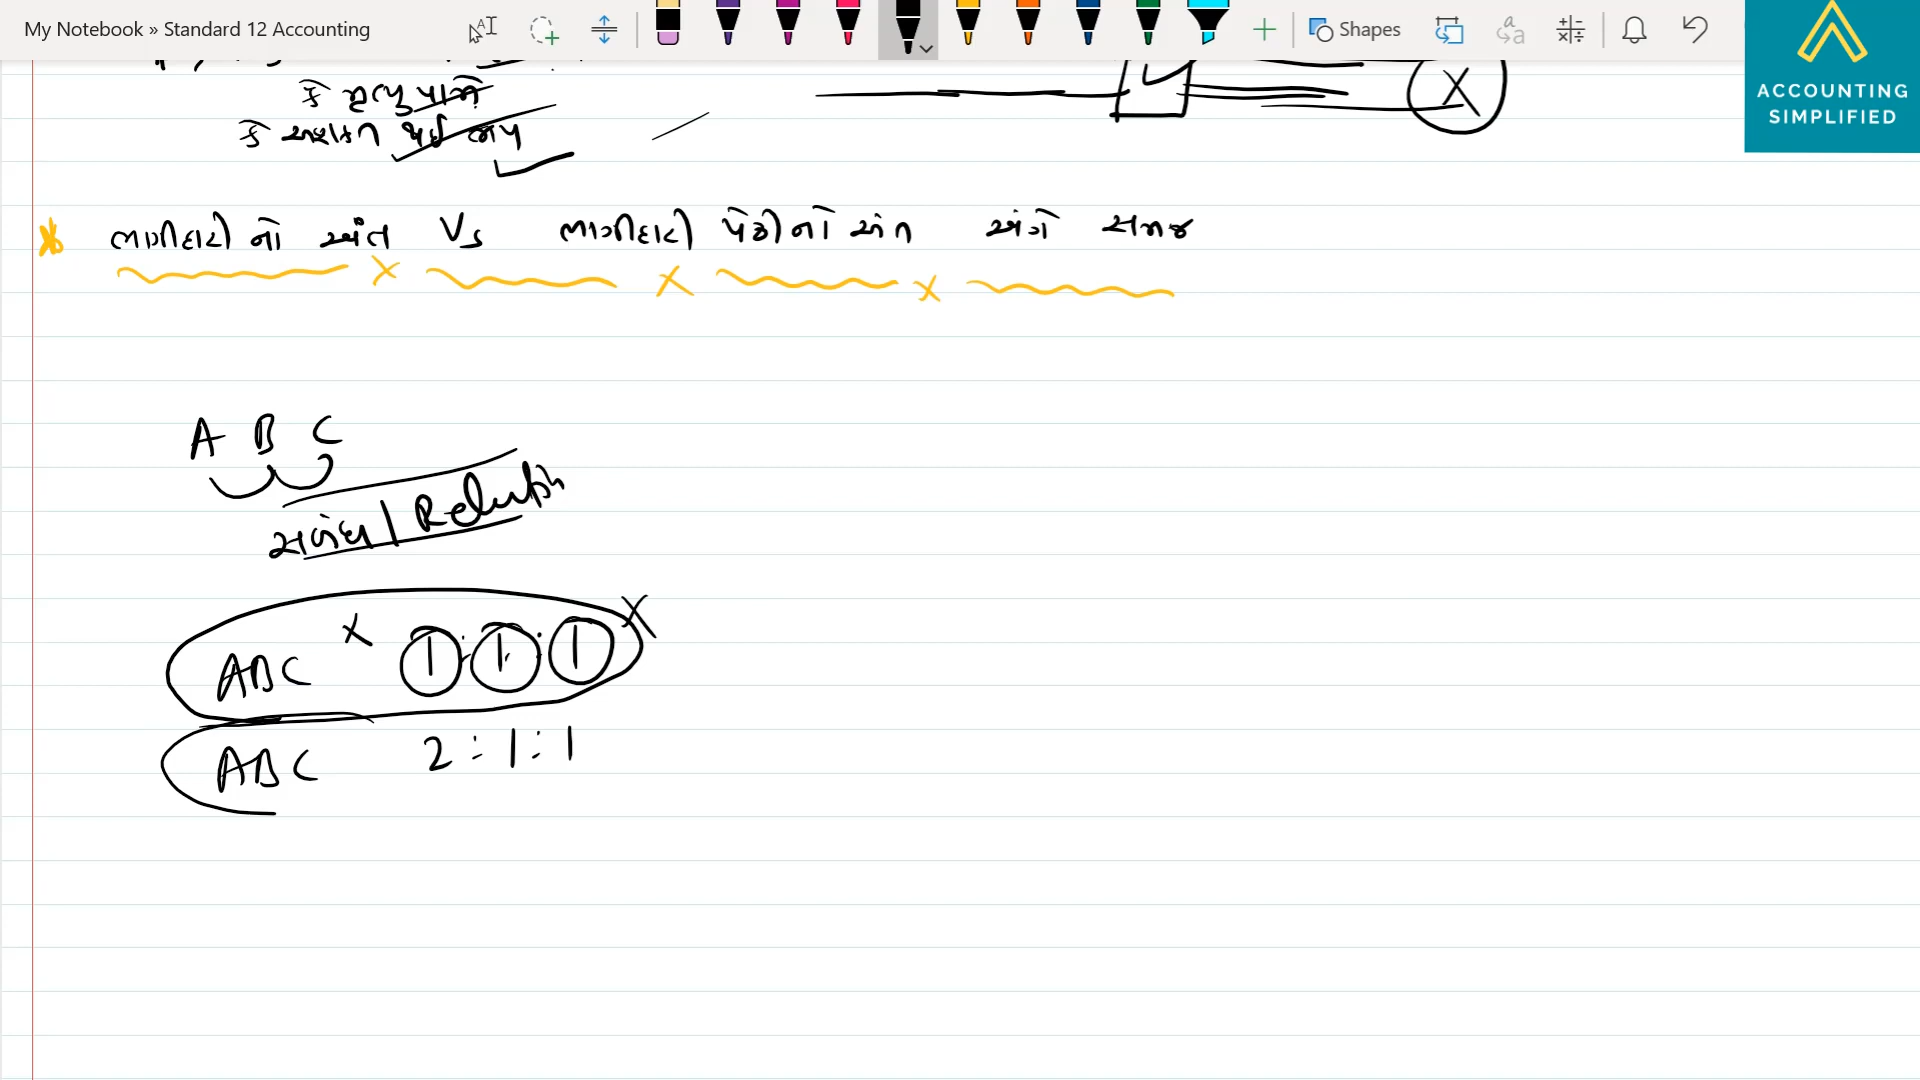 My Notebook » Standard 12 Accounting
Shapes
ACCOUNTING
SIMPLIFIED
કે મૃત્યુ પામે
કે અશક્ત થઈ જાય
X
ભાગીદારી નો અંત Vs ભાગીદારી પેઢી નો અંત અંગે સમજ
A B C
સબંધ / Relation
ABC 1:1:1
ABC 2:1:1